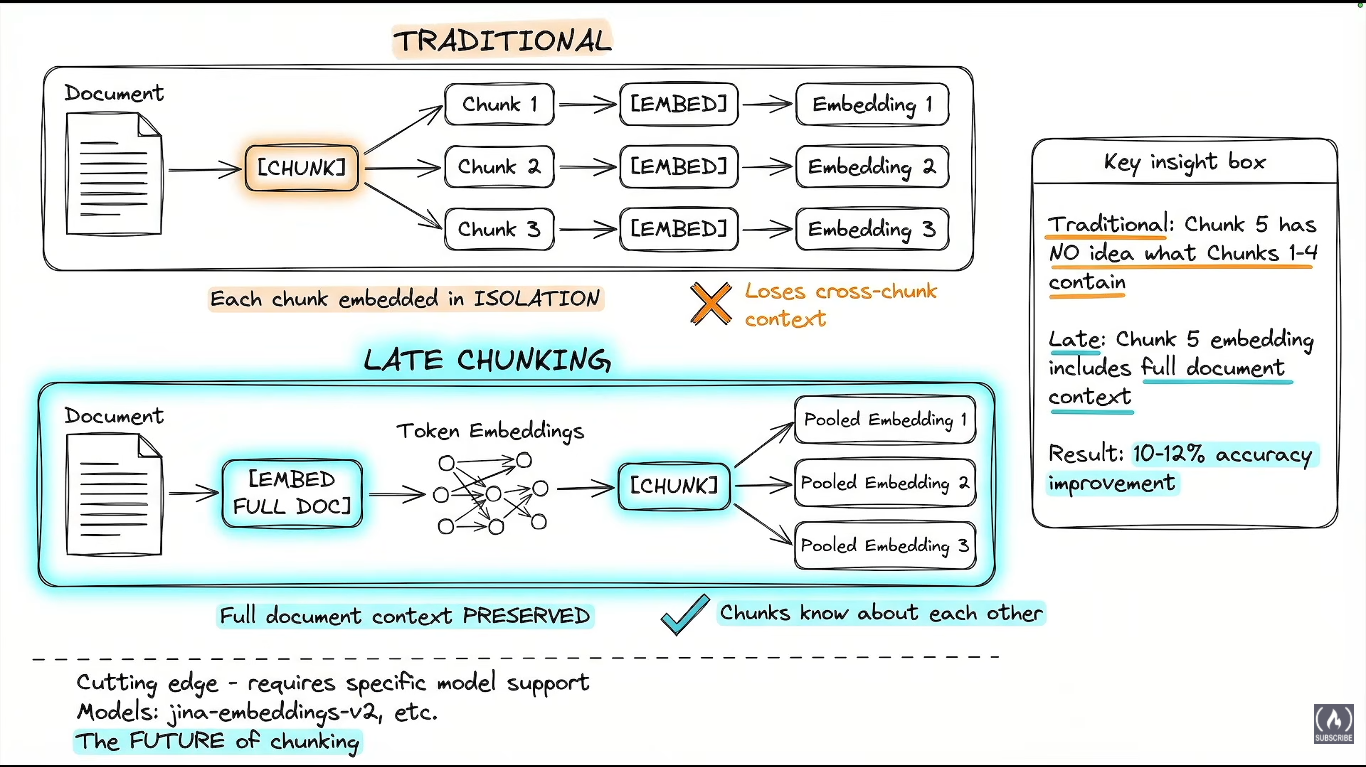 TRADITIONAL
Document
[CHUNK]
Chunk 1
[EMBED]
Embedding 1
Chunk 2
[EMBED]
Embedding 2
Chunk 3
[EMBED]
Embedding 3
Each chunk embedded in ISOLATION
Loses cross-chunk
context
LATE CHUNKING
Document
[EMBED
FULL DOC]
Token Embeddings
[CHUNK]
Pooled Embedding 1
Pooled Embedding 2
Pooled Embedding 3
Full document context PRESERVED
Chunks know about each other
Cutting edge - requires specific model support
Models: jina-embeddings-v2, etc.
The FUTURE of chunking
Key insight box
Traditional: Chunk 5 has
NO idea what Chunks 1-4
contain
Late: Chunk 5 embedding
includes full document
context
Result: 10-12% accuracy
improvement
SUBSCRIBE